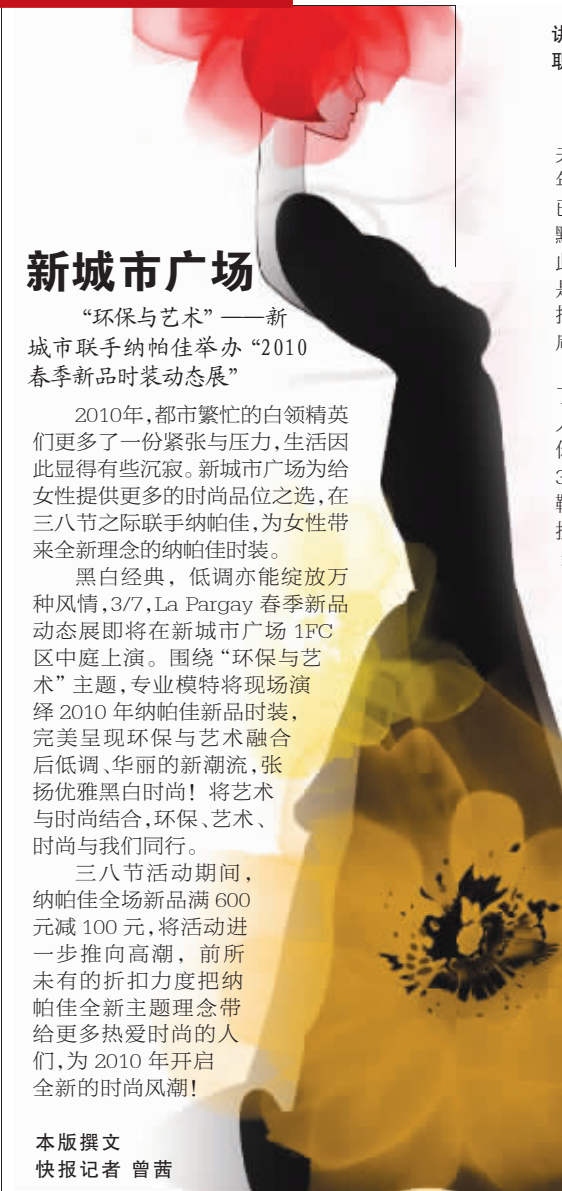 新城市广场
“环保与艺术”——新
城市联手纳帕佳举办“2010
春季新品时装动态展”
2010年,都市繁忙的白领精英
们更多了一份紧张与压力,生活因
此显得有些沉寂。新城市广场为给
女性提供更多的时尚品位之选,在
三八节之际联手纳帕佳,为女性带
来全新理念的纳帕佳时装。
黑白经典，低调亦能绽放万
种风情,3/7,La Pargay 春季新品
动态展即将在新城市广场 1FC
区中庭上演。围绕“环保与艺
术”主题,专业模特将现场演
绎 2010 年纳帕佳新品时装,
完美呈现环保与艺术融合
后低调、华丽的新潮流,张
扬优雅黑白时尚！将艺术
与时尚结合,环保、艺术、
时尚与我们同行。
三八节活动期间，
纳帕佳全场新品满 600
元减 100 元,将活动进
一步推向高潮，前所
未有的折扣力度把纳
帕佳全新主题理念带
给更多热爱时尚的人
们,为 2010 年开启
全新的时尚风潮！
本版撰文
快报记者 曾茜